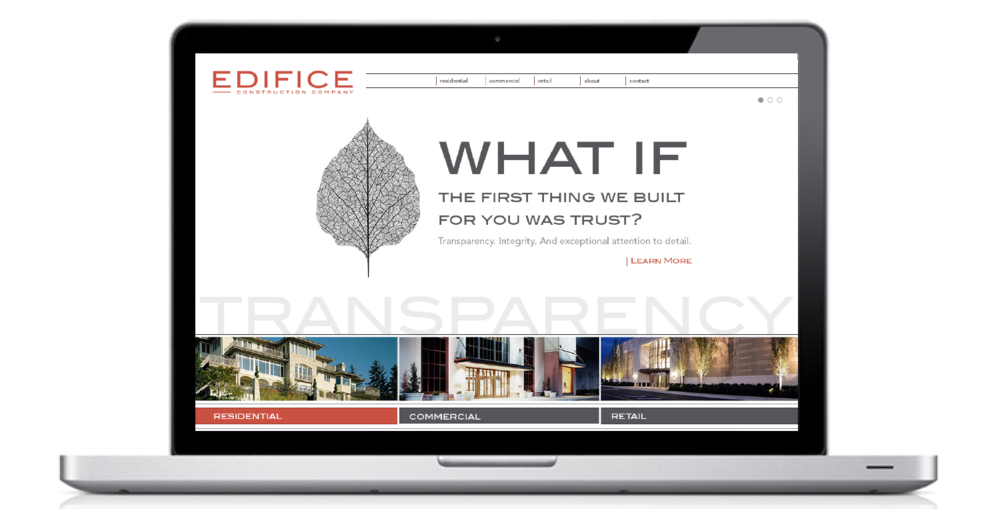 EDIFICE
CONSTRUCTION COMPANY
residential commercial retail about contact
WHAT IF
THE FIRST THING WE BUILT
FOR YOU WAS TRUST?
Transparency. Integrity. And exceptional attention to detail.
| LEARN MORE
TRANSPARENCY
RESIDENTIAL COMMERCIAL RETAIL